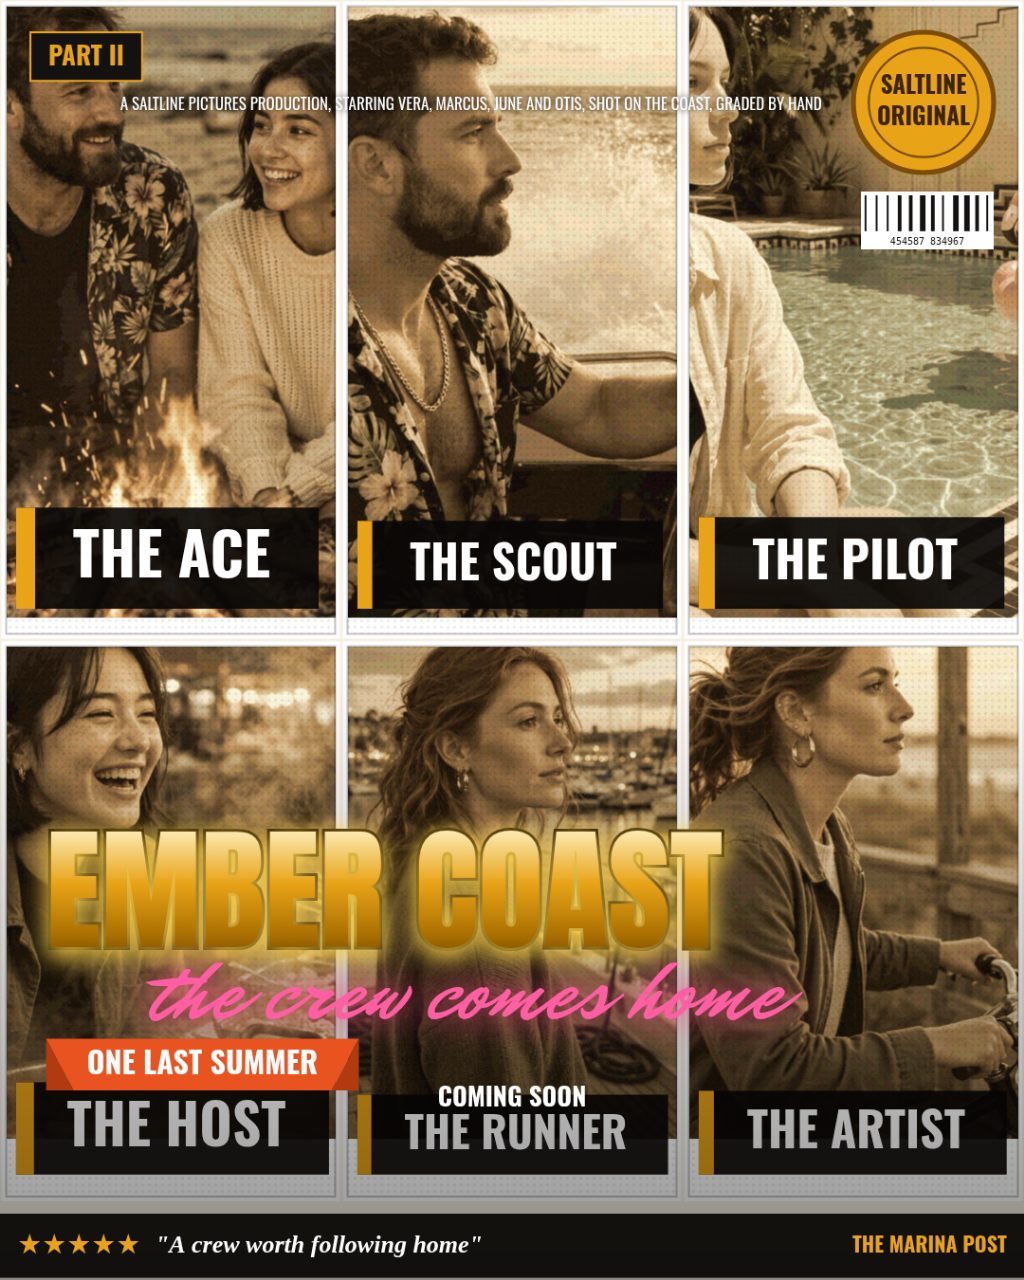 PART II
SALTLINE
ORIGINAL
A SALTLINE PICTURES PRODUCTION, STARRING VERA, MARCUS, JUNE AND OTIS, SHOT ON THE COAST, GRADED BY HAND
454587 834967
THE ACE
THE SCOUT
THE PILOT
EMBER COAST
the crew comes home
ONE LAST SUMMER
COMING SOON
THE HOST
THE RUNNER
THE ARTIST
★★★★★ "A crew worth following home"
THE MARINA POST